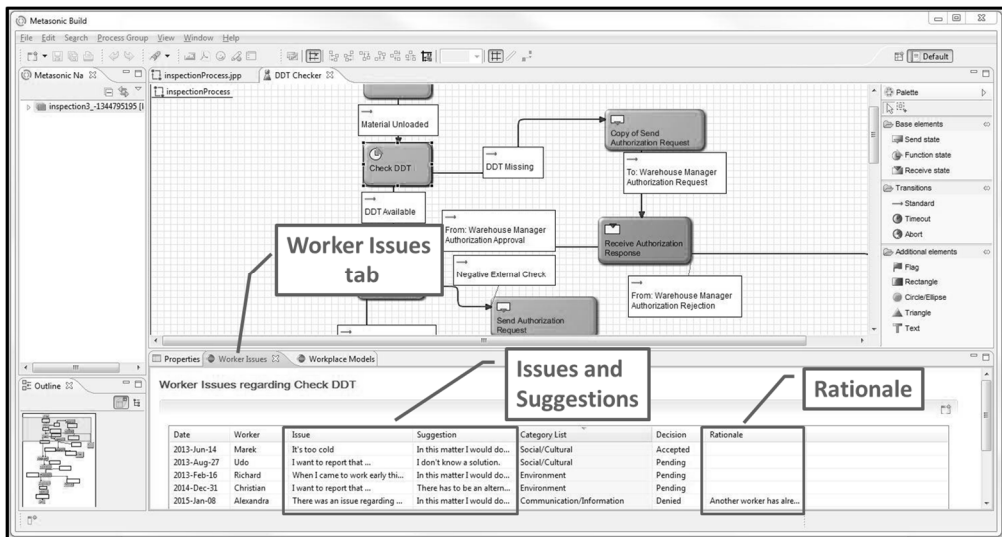 Metasonic Build
File Edit Search Process Group View Window Help
Default
Metasonic Na
inspectionProcess.jpp
DDT Checker
inspection3_-1344795195 [I
inspectionProcess
Material Unloaded
Check DDT
DDT Missing
Copy of Send
Authorization Request
To: Warehouse Manager
Authorization Request
DDT Available
From: Warehouse Manager
Authorization Approval
Receive Authorization
Response
Negative External Check
From: Warehouse Manager
Authorization Rejection
Send Authorization
Request
Worker Issues
tab
Palette
Base elements
Send state
Function state
Receive state
Transitions
Standard
Timeout
Abort
Additional elements
Flag
Rectangle
Circle/Ellipse
Triangle
Text
Outline
Properties Worker Issues Workplace Models
Worker Issues regarding Check DDT
Issues and
Suggestions
Rationale
Date Worker Issue Suggestion Category List Decision Rationale
2013-Jun-14 Marek It's too cold In this matter I would do... Social/Cultural Accepted
2013-Aug-27 Udo I want to report that ... I don't know a solution. Social/Cultural Pending
2013-Feb-16 Richard When I came to work early thi... In this matter I would do... Environment Pending
2014-Dec-31 Christian I want to report that ... There has to be an altern... Environment Pending
2015-Jan-08 Alexandra There was an issue regarding ... In this matter I would do... Communication/Information Denied Another worker has alre...